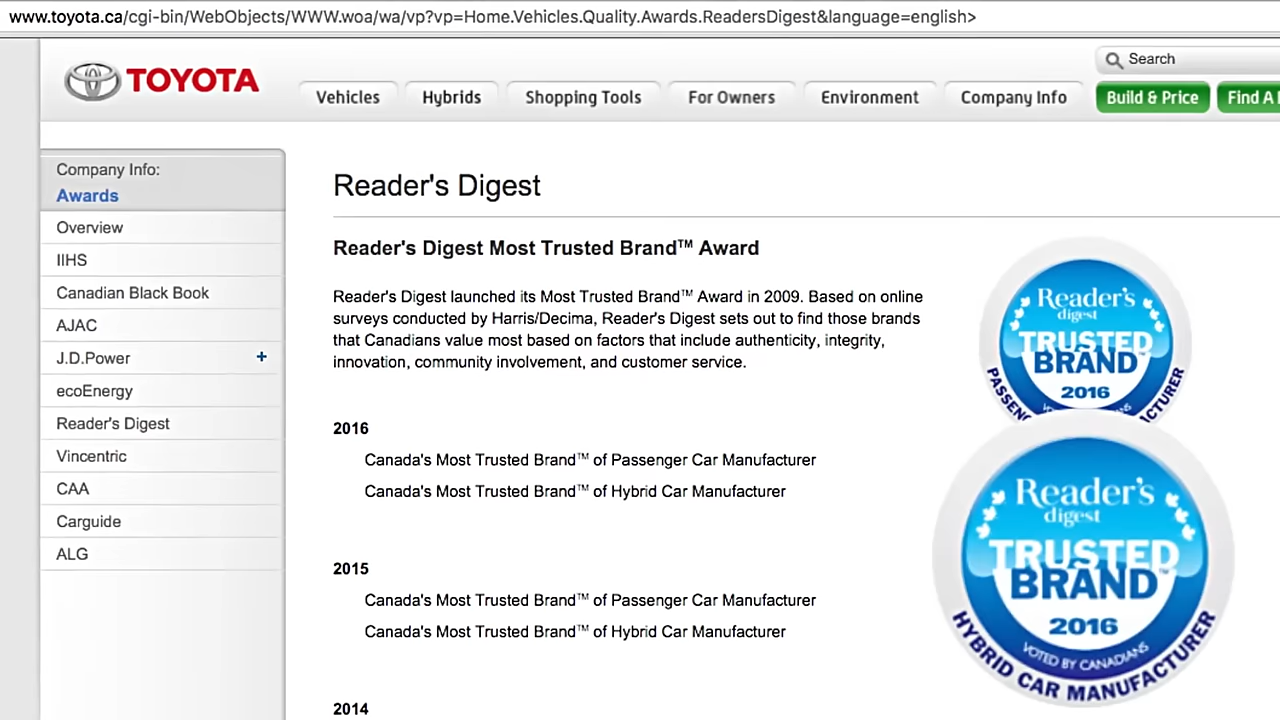 www.toyota.ca/cgi-bin/WebObjects/WWW.woa/wa/vp?vp=Home.Vehicles.Quality.Awards.ReadersDigest&language=english>
TOYOTA
Search
Vehicles
Hybrids
Shopping Tools
For Owners
Environment
Company Info
Build & Price
Find A
Company Info:
Awards
Overview
IIHS
Canadian Black Book
AJAC
J.D.Power +
ecoEnergy
Reader's Digest
Vincentric
CAA
Carguide
ALG
Reader's Digest
Reader's Digest Most Trusted Brand™ Award
Reader's Digest launched its Most Trusted Brand™ Award in 2009. Based on online
surveys conducted by Harris/Decima, Reader's Digest sets out to find those brands
that Canadians value most based on factors that include authenticity, integrity,
innovation, community involvement, and customer service.
2016
Canada's Most Trusted Brand™ of Passenger Car Manufacturer
Canada's Most Trusted Brand™ of Hybrid Car Manufacturer
2015
Canada's Most Trusted Brand™ of Passenger Car Manufacturer
Canada's Most Trusted Brand™ of Hybrid Car Manufacturer
2014
Reader's
digest
TRUSTED
BRAND™
2016
Reader's
digest
TRUSTED
BRAND™
2016
VOTED BY CANADIANS
HYBRID CAR MANUFACTURER